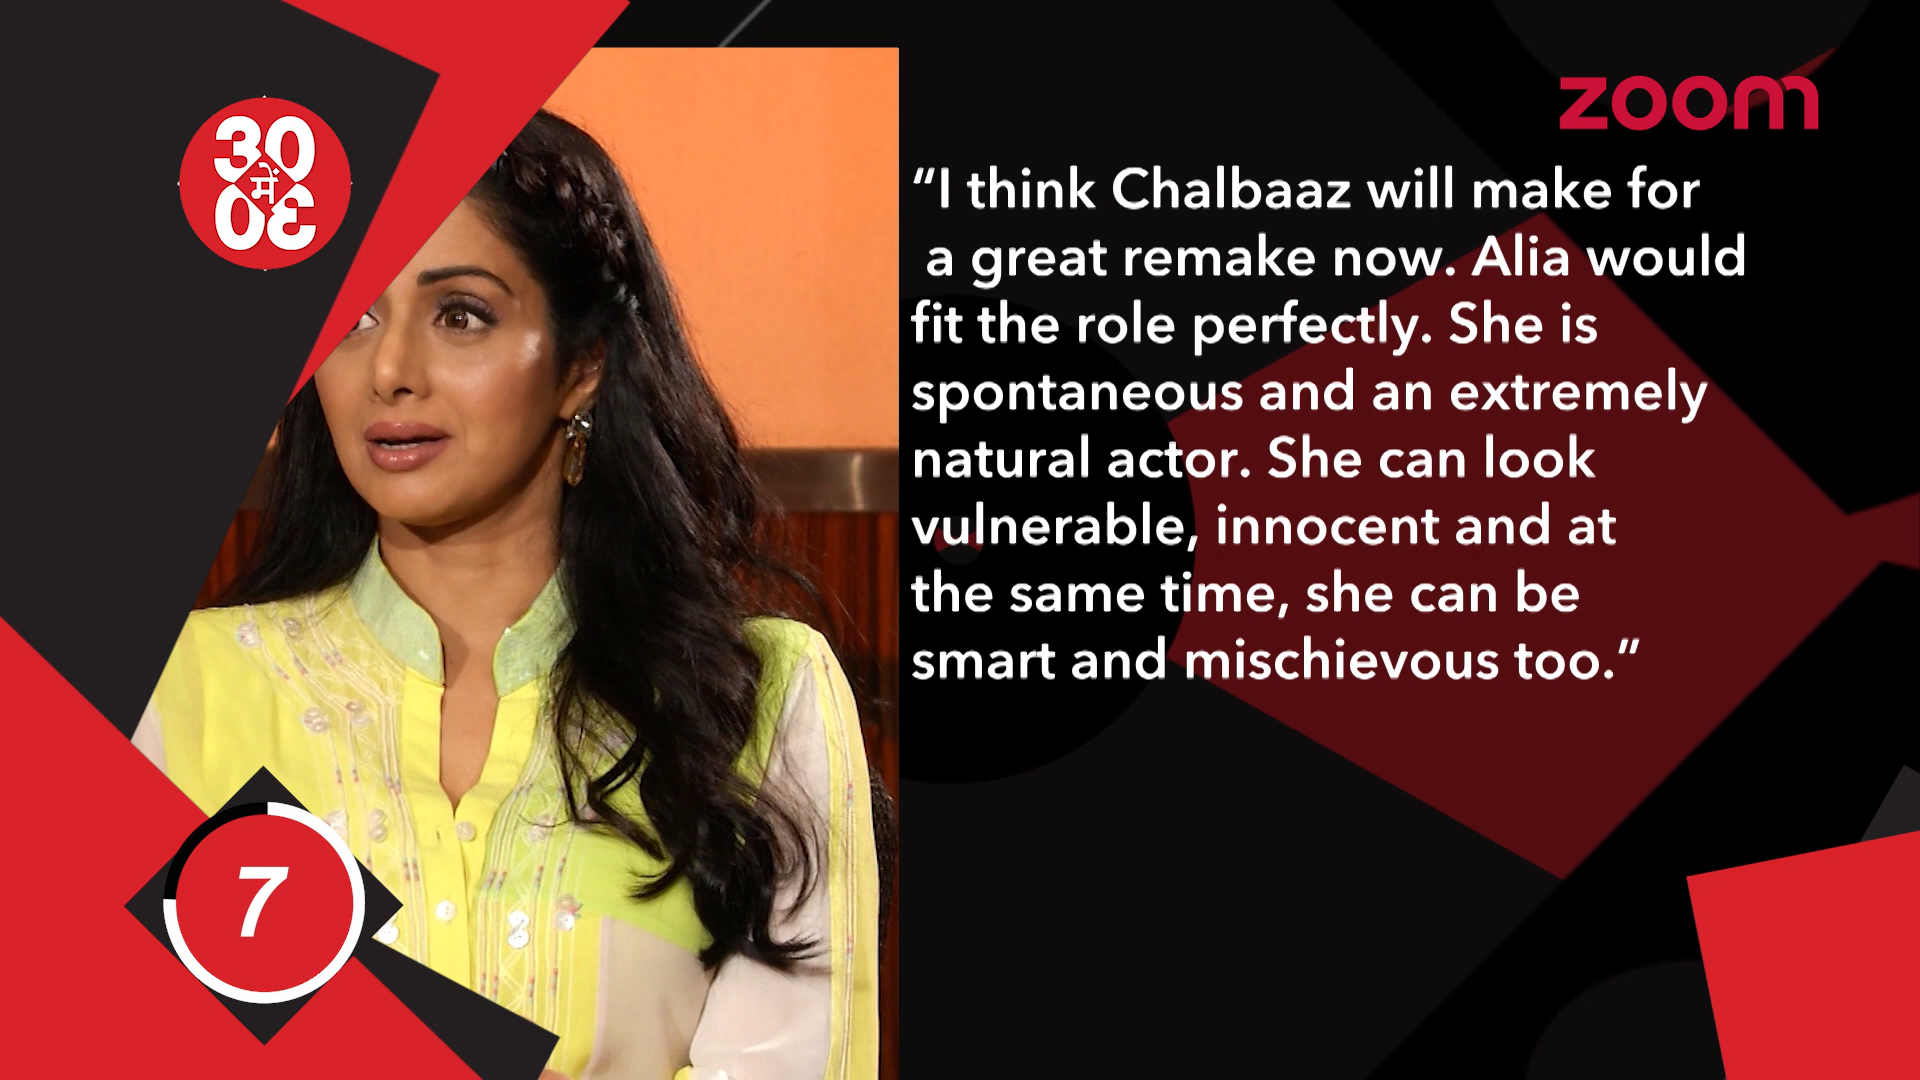 30
में
30
zoom
“I think Chalbaaz will make for
a great remake now. Alia would
fit the role perfectly. She is
spontaneous and an extremely
natural actor. She can look
vulnerable, innocent and at
the same time, she can be
smart and mischievous too.”
7